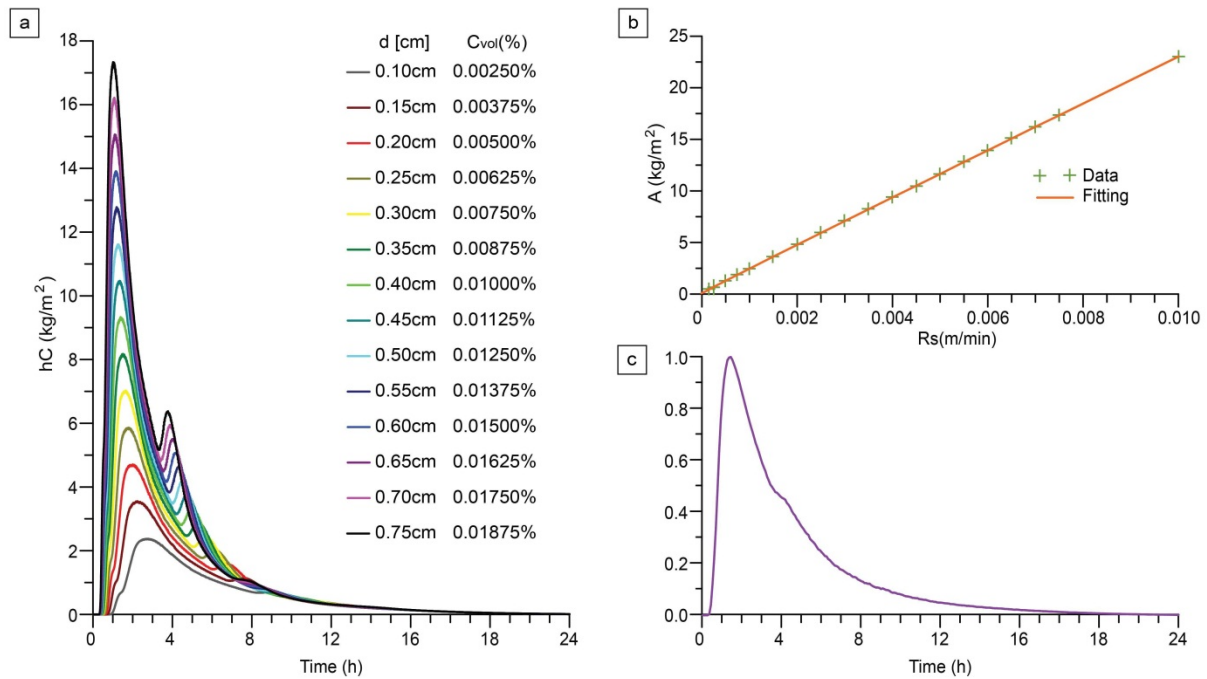 a
18
16
14
12
10
8
6
4
2
0
hC (kg/m²)
0 4 8 12 16 20 24
Time (h)
d [cm] Cvol(%)
0.10cm 0.00250%
0.15cm 0.00375%
0.20cm 0.00500%
0.25cm 0.00625%
0.30cm 0.00750%
0.35cm 0.00875%
0.40cm 0.01000%
0.45cm 0.01125%
0.50cm 0.01250%
0.55cm 0.01375%
0.60cm 0.01500%
0.65cm 0.01625%
0.70cm 0.01750%
0.75cm 0.01875%
b
25
20
15
10
5
0
A (kg/m²)
0 0.002 0.004 0.006 0.008 0.010
Rs(m/min)
Data
Fitting
c
1.0
0.8
0.6
0.4
0.2
0.0
0 4 8 12 16 20 24
Time (h)